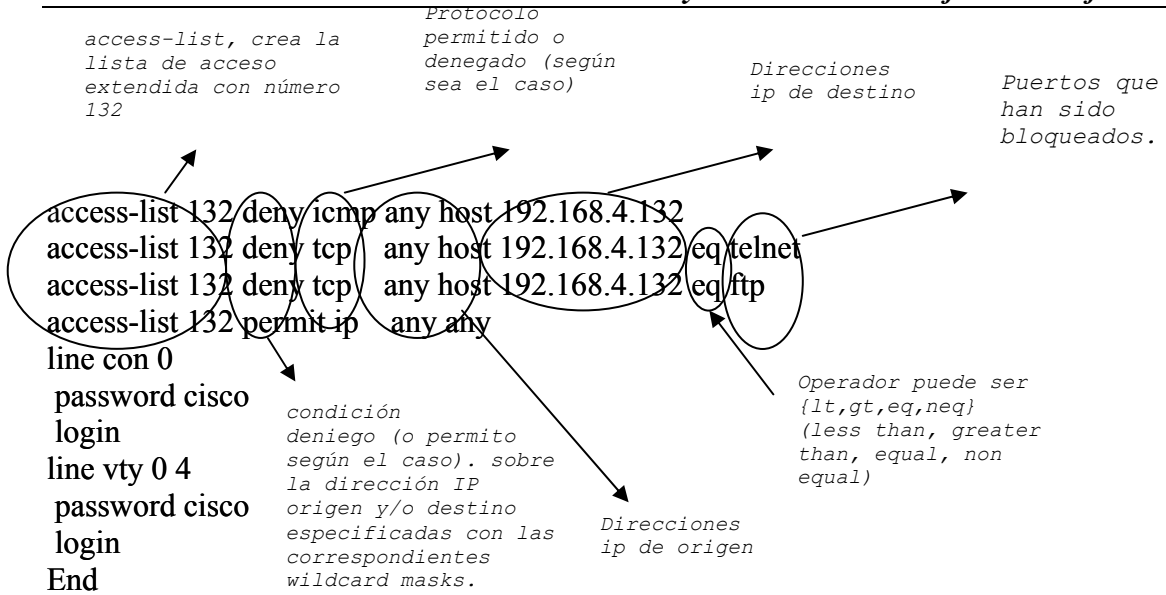 access-list, crea la
lista de acceso
extendida con número
132
Protocolo
permitido o
denegado (según
sea el caso)
Direcciones
ip de destino
Puertos que
han sido
bloqueados.
access-list 132 deny icmp any host 192.168.4.132
access-list 132 deny tcp any host 192.168.4.132 eq telnet
access-list 132 deny tcp any host 192.168.4.132 eq ftp
access-list 132 permit ip any any
line con 0
password cisco
login
line vty 0 4
password cisco
login
End
condición
deniego (o permito
según el caso). sobre
la dirección IP
origen y/o destino
especificadas con las
correspondientes
wildcard masks.
Direcciones
ip de origen
Operador puede ser
{lt,gt,eq,neq}
(less than, greater
than, equal, non
equal)